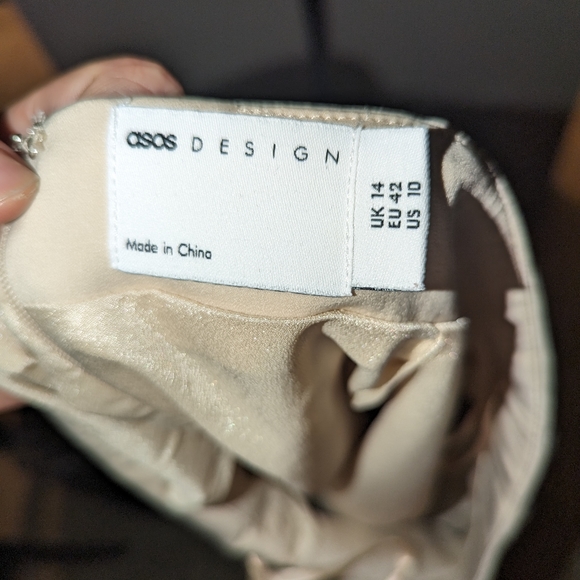 asos DESIGN
Made in China
UK 14
EU 42
US 10